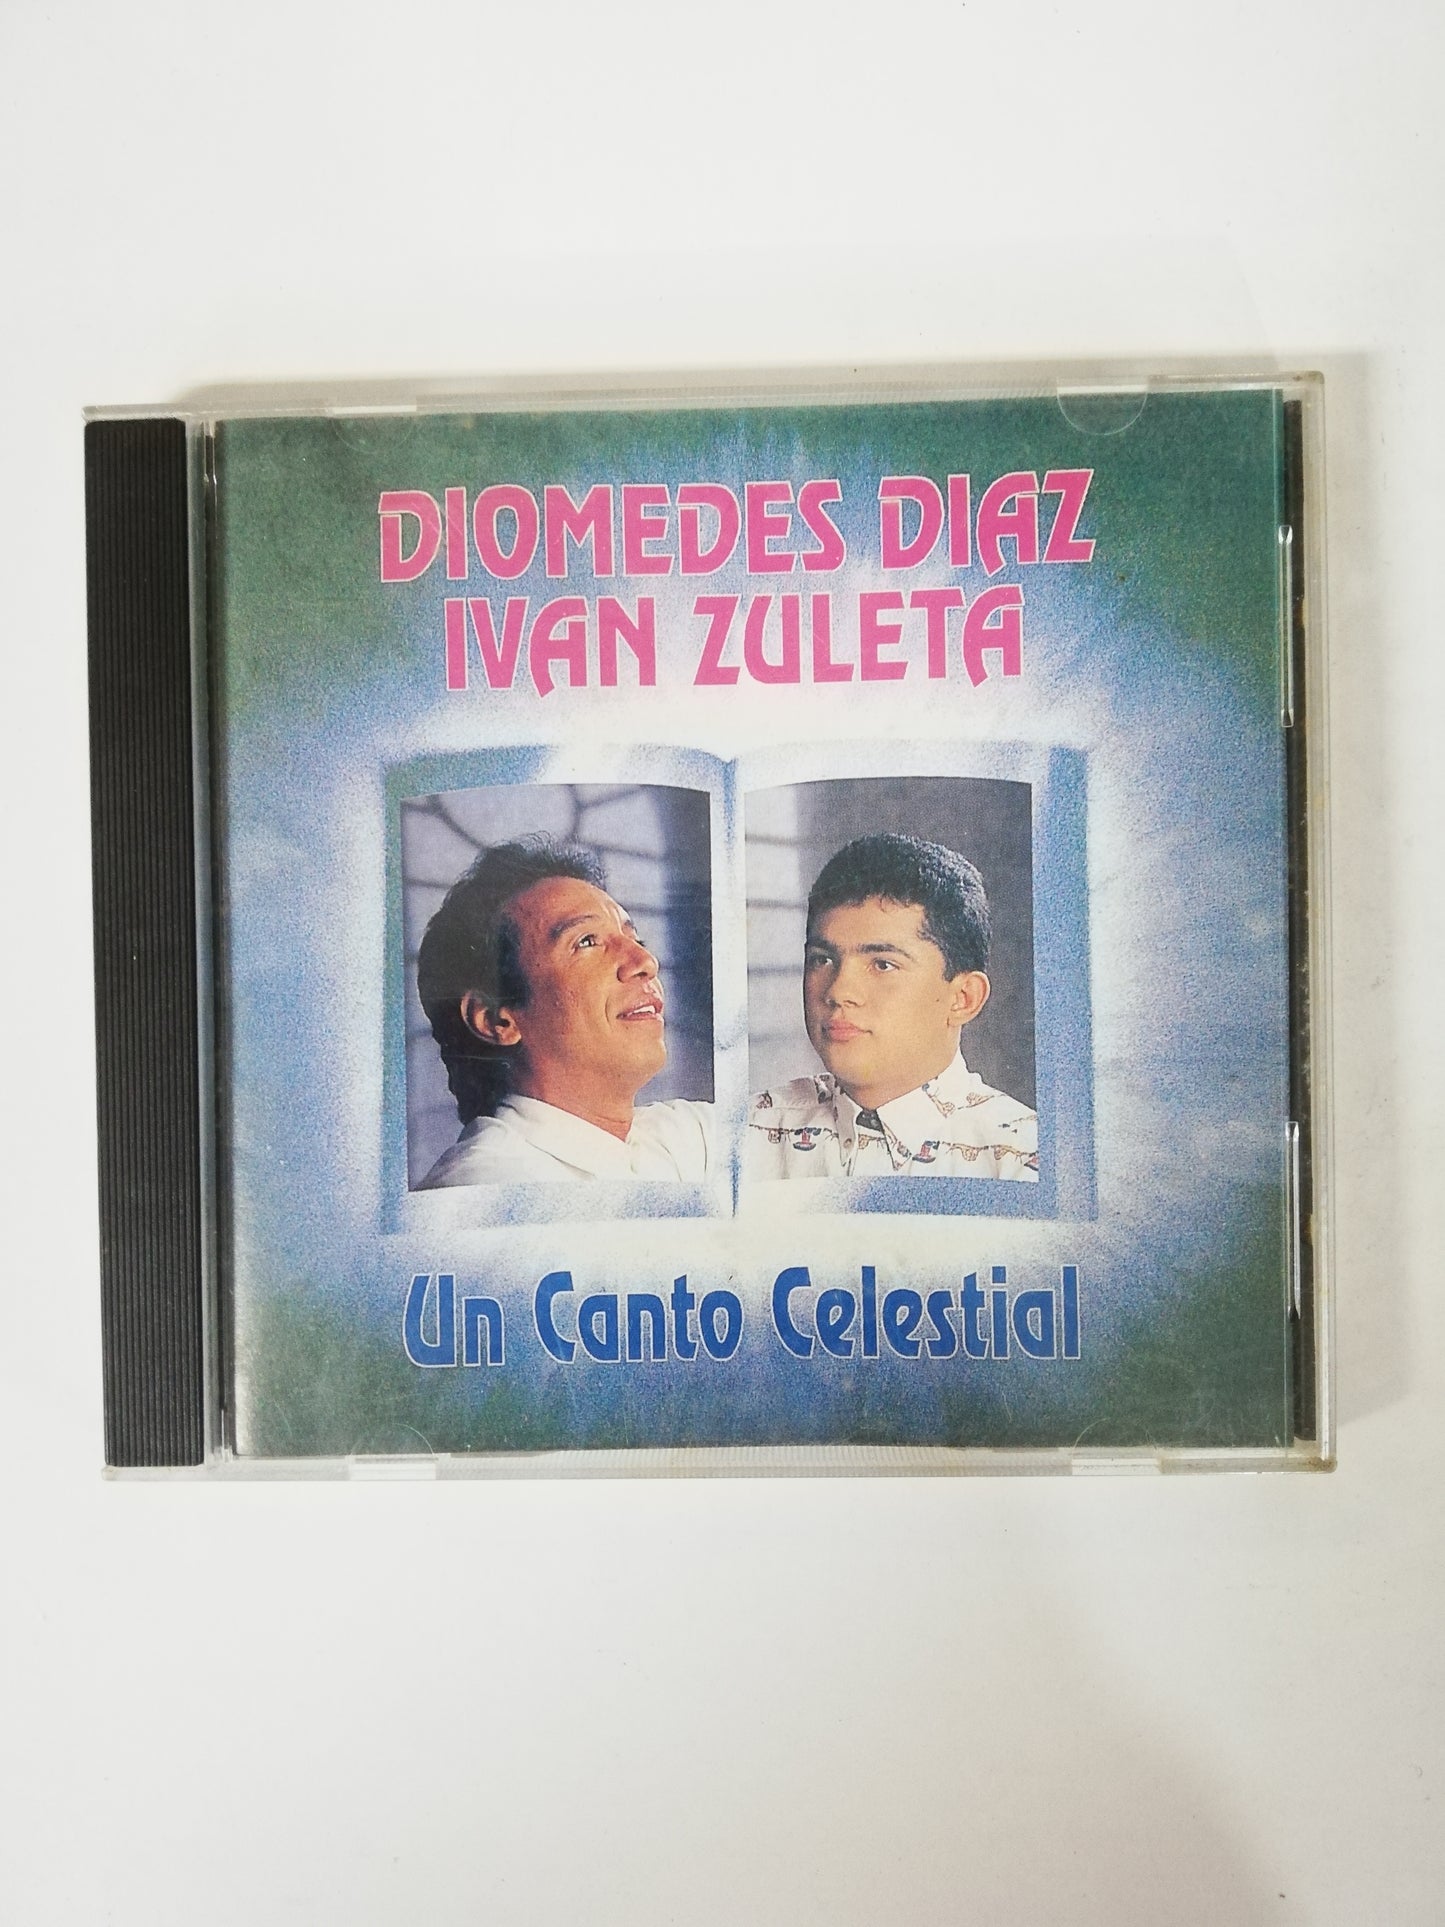 DIOMEDES DIAZ
IVAN ZULETA
Un Canto Celestial